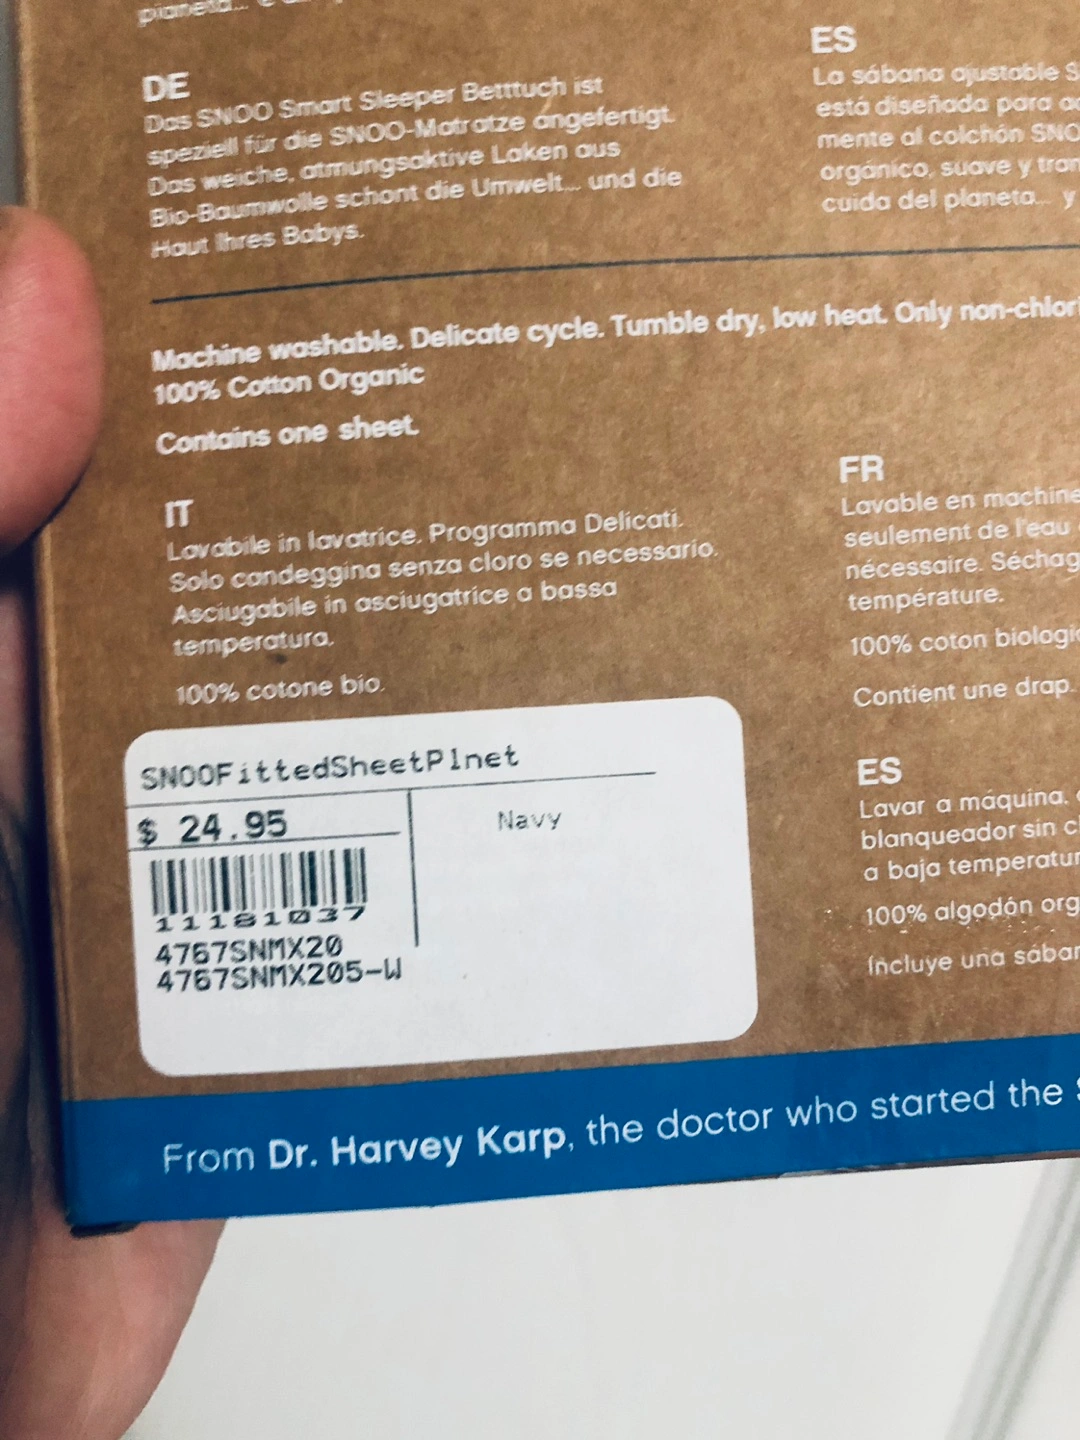 DE
Das SNOO Smart Sleeper Betttuch ist
speziell für die SNOO-Matratze angefertigt.
Das weiche, atmungsaktive Laken aus
Bio-Baumwolle schont die Umwelt... und die
Haut Ihres Babys.
ES
La sábana ajustable
está diseñada para
mente al colchón
orgánico, suave y
cuida del planeta... y
Machine washable. Delicate cycle. Tumble dry, low heat. Only
100% Cotton Organic
Contains one sheet.
IT
Lavabile in lavatrice. Programma Delicati.
Solo candeggina senza cloro se necessario.
Asciugabile in asciugatrice a bassa
temperatura.
100% cotone bio.
FR
Lavable en machine
seulement de l'eau
nécessaire.
température.
100% coton
Contient une drap.
ES
Lavar a máquina.
blanqueador sin
a baja
100% algodón
Incluye una
SNOOFittedSheetPlnet
$ 24.95
Navy
11181037
4767SNMX20
4767SNMX205-W
From Dr. Harvey Karp, the doctor who started the